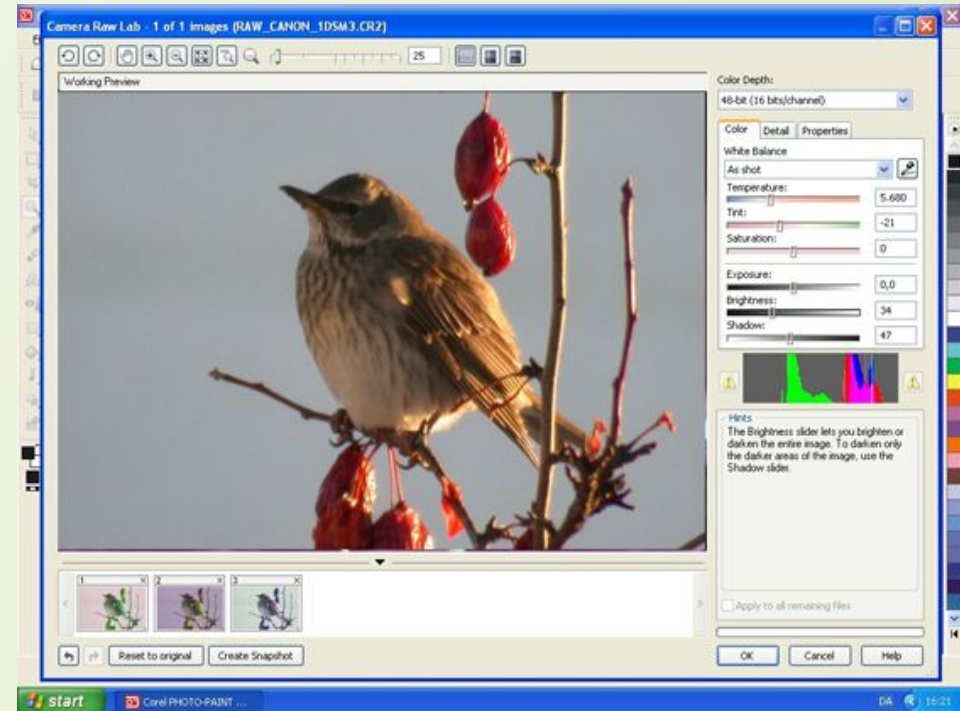 Camera Raw Lab - 1 of 1 images (RAW_CANON_1DSM3.CR2)
25
Working Preview
Color Depth:
48-bit (16 bits/channel)
Color Detail Properties
White Balance
As shot
Temperature:
5.680
Tint:
-21
Saturation:
0
Exposure:
0,0
Brightness:
34
Shadow:
47
Hints
The Brightness slider lets you brighten or
darken the entire image. To darken only
the darker areas of the image, use the
Shadow slider.
1 2 3
Apply to all remaining files
Reset to original Create Snapshot
OK Cancel Help
start Corel PHOTO-PAINT ... DA 16:21